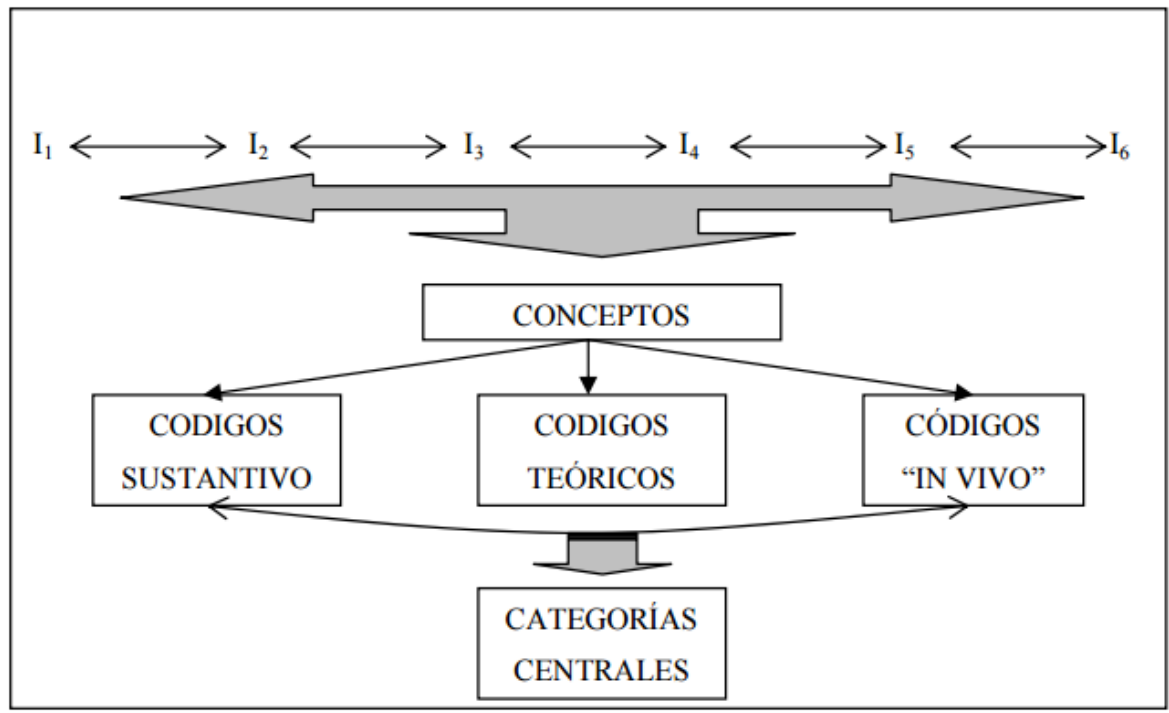 I₁ I₂ I₃ I₄ I₅ I₆
CONCEPTOS
CODIGOS
SUSTANTIVO
CODIGOS
TEÓRICOS
CÓDIGOS
“IN VIVO”
CATEGORÍAS
CENTRALES